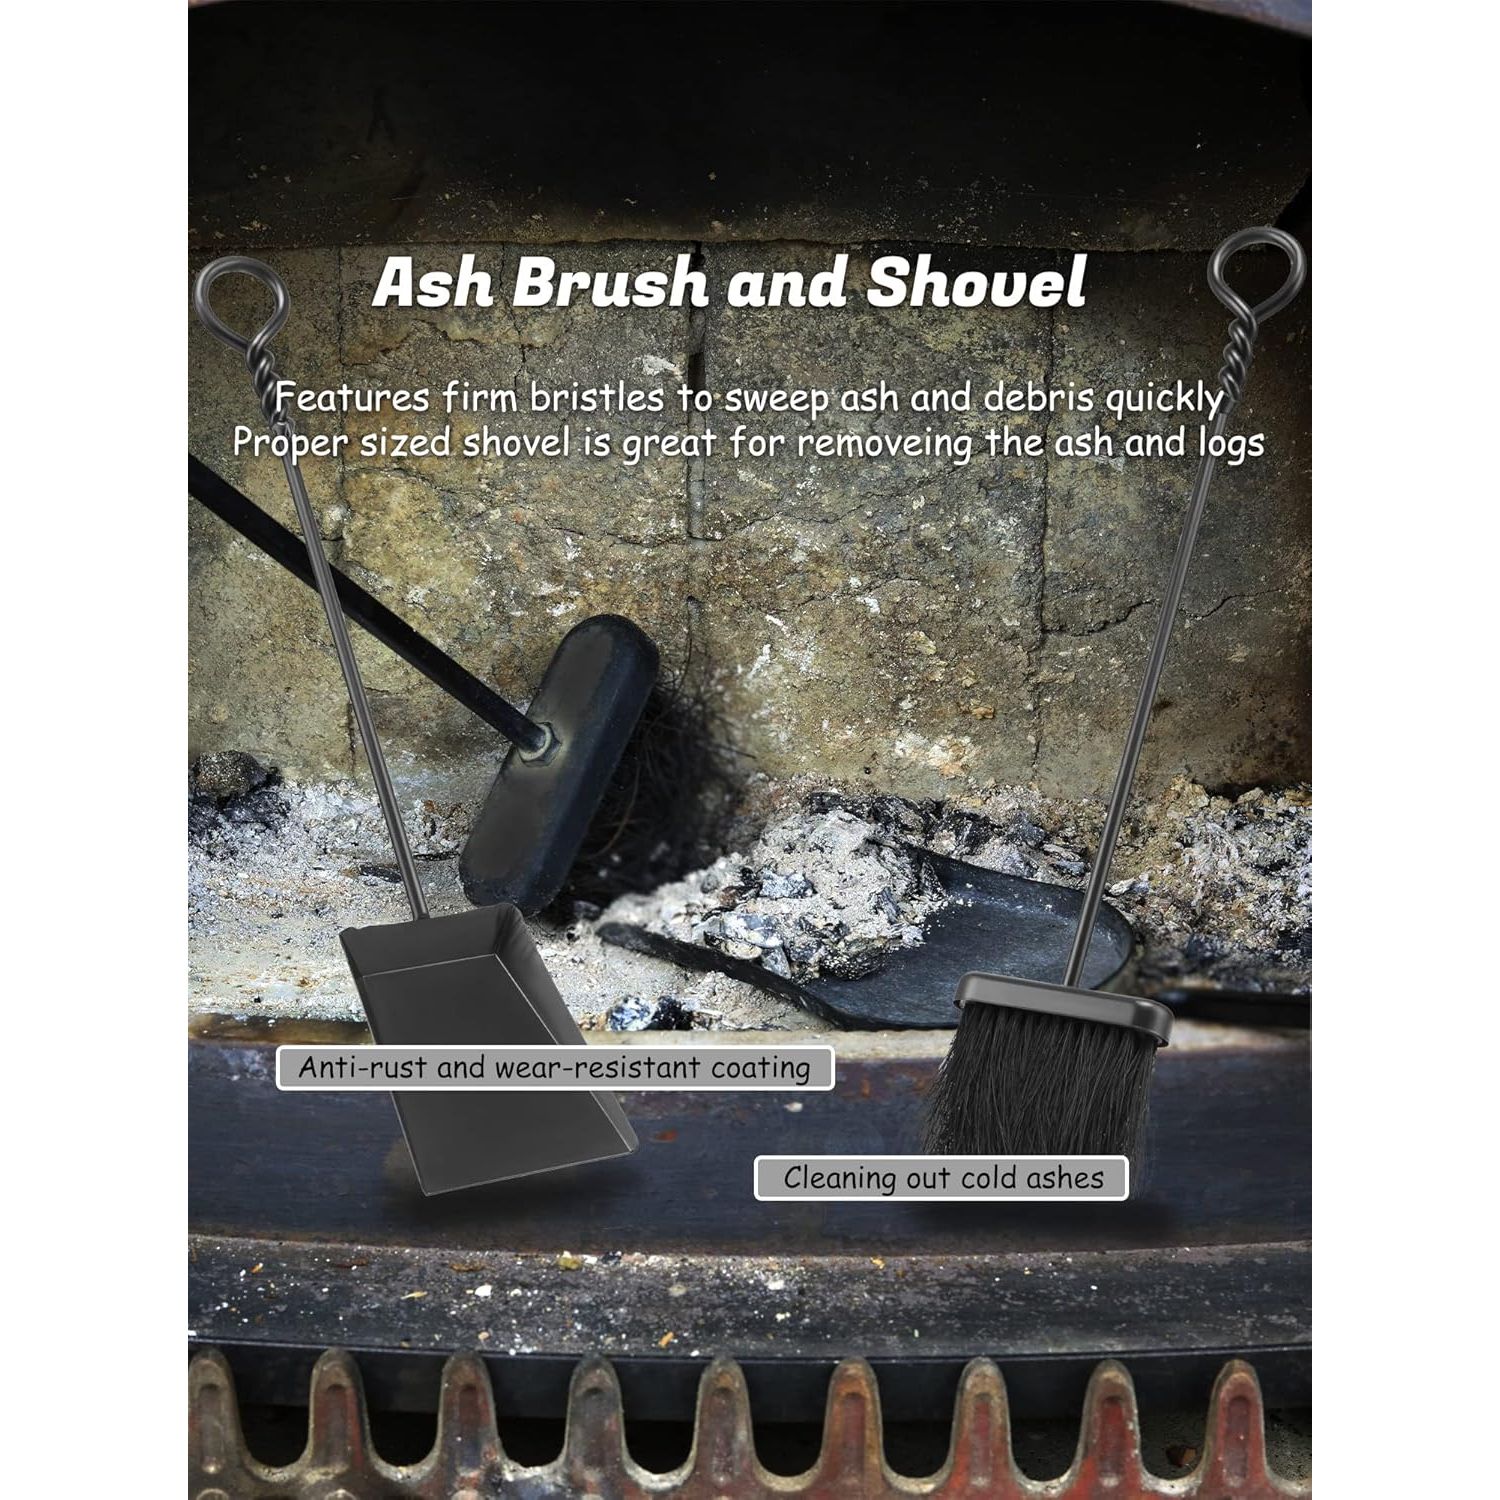 Ash Brush and Shovel
Features firm bristles to sweep ash and debris quickly
Proper sized shovel is great for removeing the ash and logs
Anti-rust and wear-resistant coating
Cleaning out cold ashes